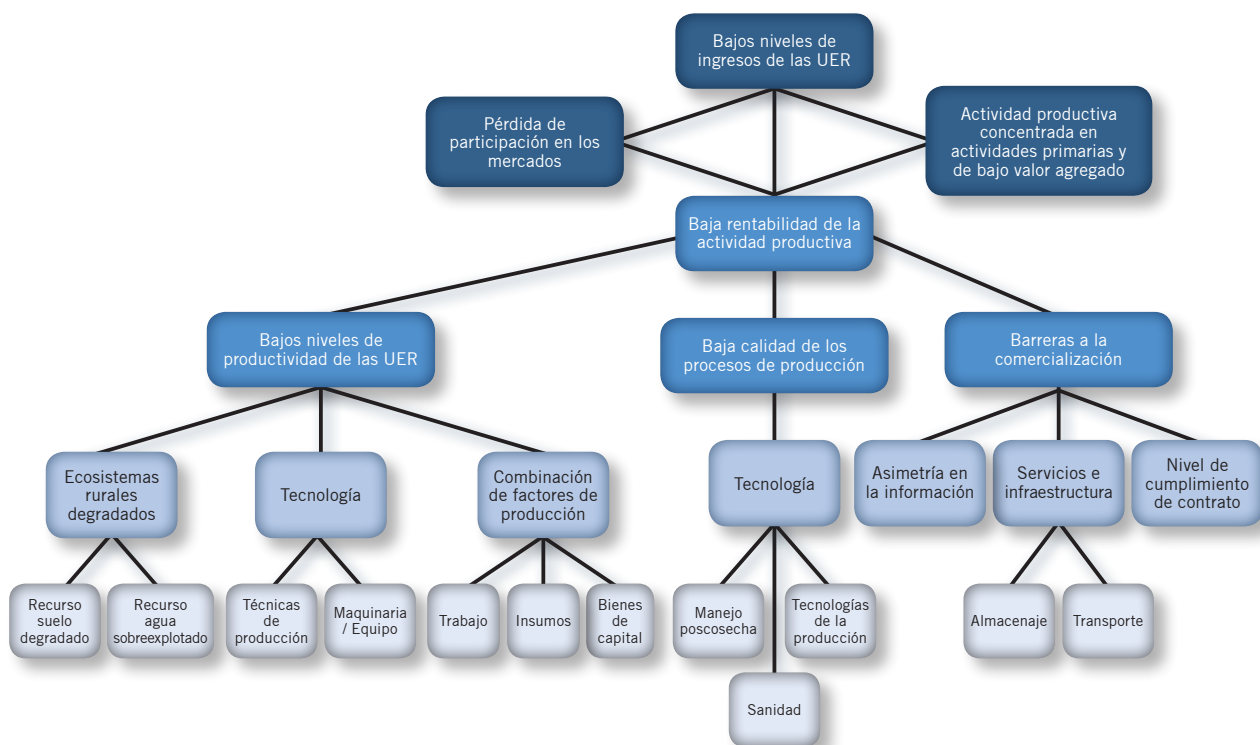 Bajos niveles de
ingresos de las UER
Pérdida de
participación en los
mercados
Actividad productiva
concentrada en
actividades primarias y
de bajo valor agregado
Baja rentabilidad de la
actividad productiva
Bajos niveles de
productividad de las UER
Baja calidad de los
procesos de producción
Barreras a la
comercialización
Ecosistemas
rurales
degradados
Tecnología
Combinación
de factores de
producción
Tecnología
Asimetría en
la información
Servicios e
infraestructura
Nivel de
cumplimiento
de contrato
Recurso
suelo
degradado
Recurso
agua
sobreexplotado
Técnicas
de
producción
Maquinaria
/ Equipo
Trabajo
Insumos
Bienes
de
capital
Manejo
poscosecha
Tecnologías
de la
producción
Almacenaje
Transporte
Sanidad